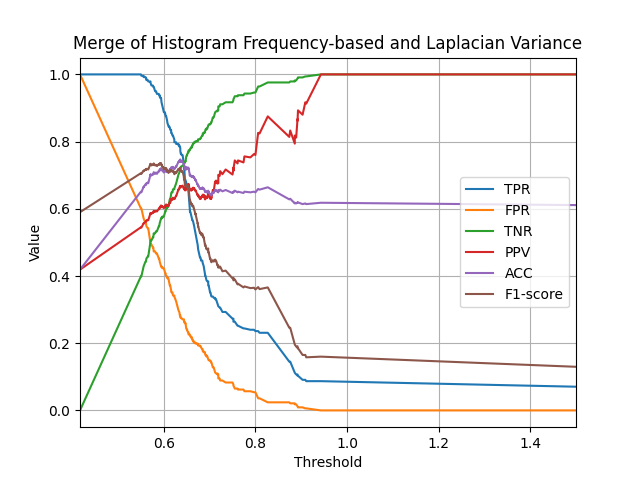 Merge of Histogram Frequency-based and Laplacian Variance
1.0
0.8
0.6
0.4
0.2
0.0
Value
TPR
FPR
TNR
PPV
ACC
F1-score
0.6 0.8 1.0 1.2 1.4
Threshold